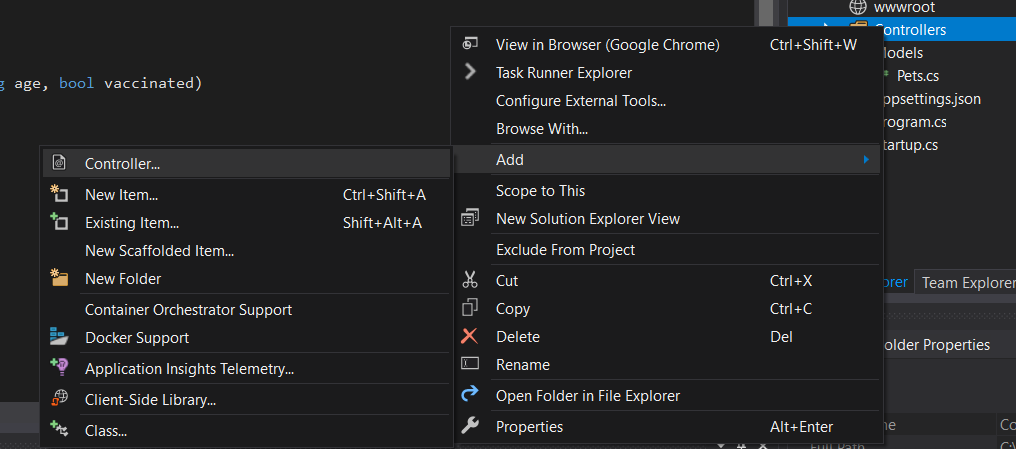 wwwroot
Controllers
Models
Pets.cs
appsettings.json
Program.cs
Startup.cs
age, bool vaccinated)
View in Browser (Google Chrome) Ctrl+Shift+W
Task Runner Explorer
Configure External Tools...
Browse With...
Add
Scope to This
New Solution Explorer View
Exclude From Project
Cut Ctrl+X
Copy Ctrl+C
Delete Del
Rename
Open Folder in File Explorer
Properties Alt+Enter
Controller...
New Item... Ctrl+Shift+A
Existing Item... Shift+Alt+A
New Scaffolded Item...
New Folder
Container Orchestrator Support
Docker Support
Application Insights Telemetry...
Client-Side Library...
Class...
Team Explorer
Folder Properties
Full Path